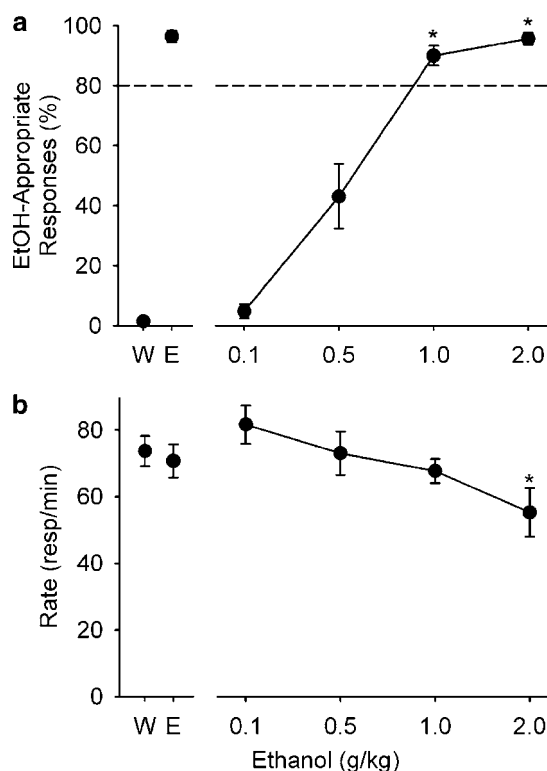 a
EtOH-Appropriate
Responses (%)
100
80
60
40
20
0
*
*
W E 0.1 0.5 1.0 2.0
b
Rate (resp/min)
80
60
40
20
0
*
W E 0.1 0.5 1.0 2.0
Ethanol (g/kg)